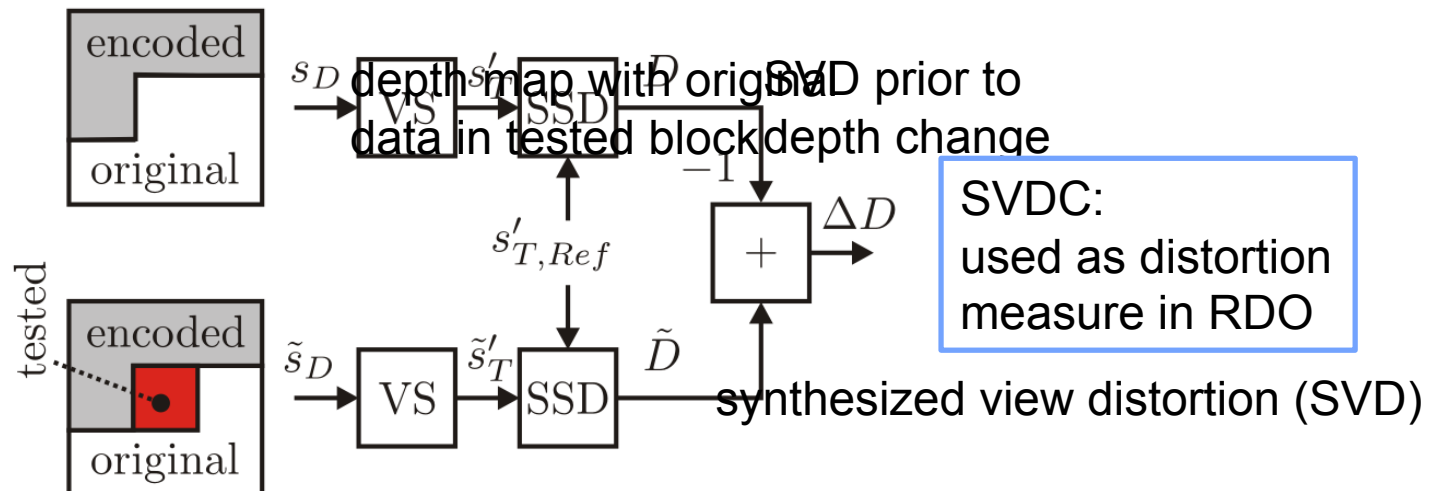 encoded
original
s_D
VS
s'_T
SSD
D
depth map with original
data in tested block
SVD prior to
depth change
−1
s'_{T,Ref}
+
ΔD
SVDC:
used as distortion
measure in RDO
tested
encoded
original
s̃_D
VS
s̃'_T
SSD
D̃
synthesized view distortion (SVD)